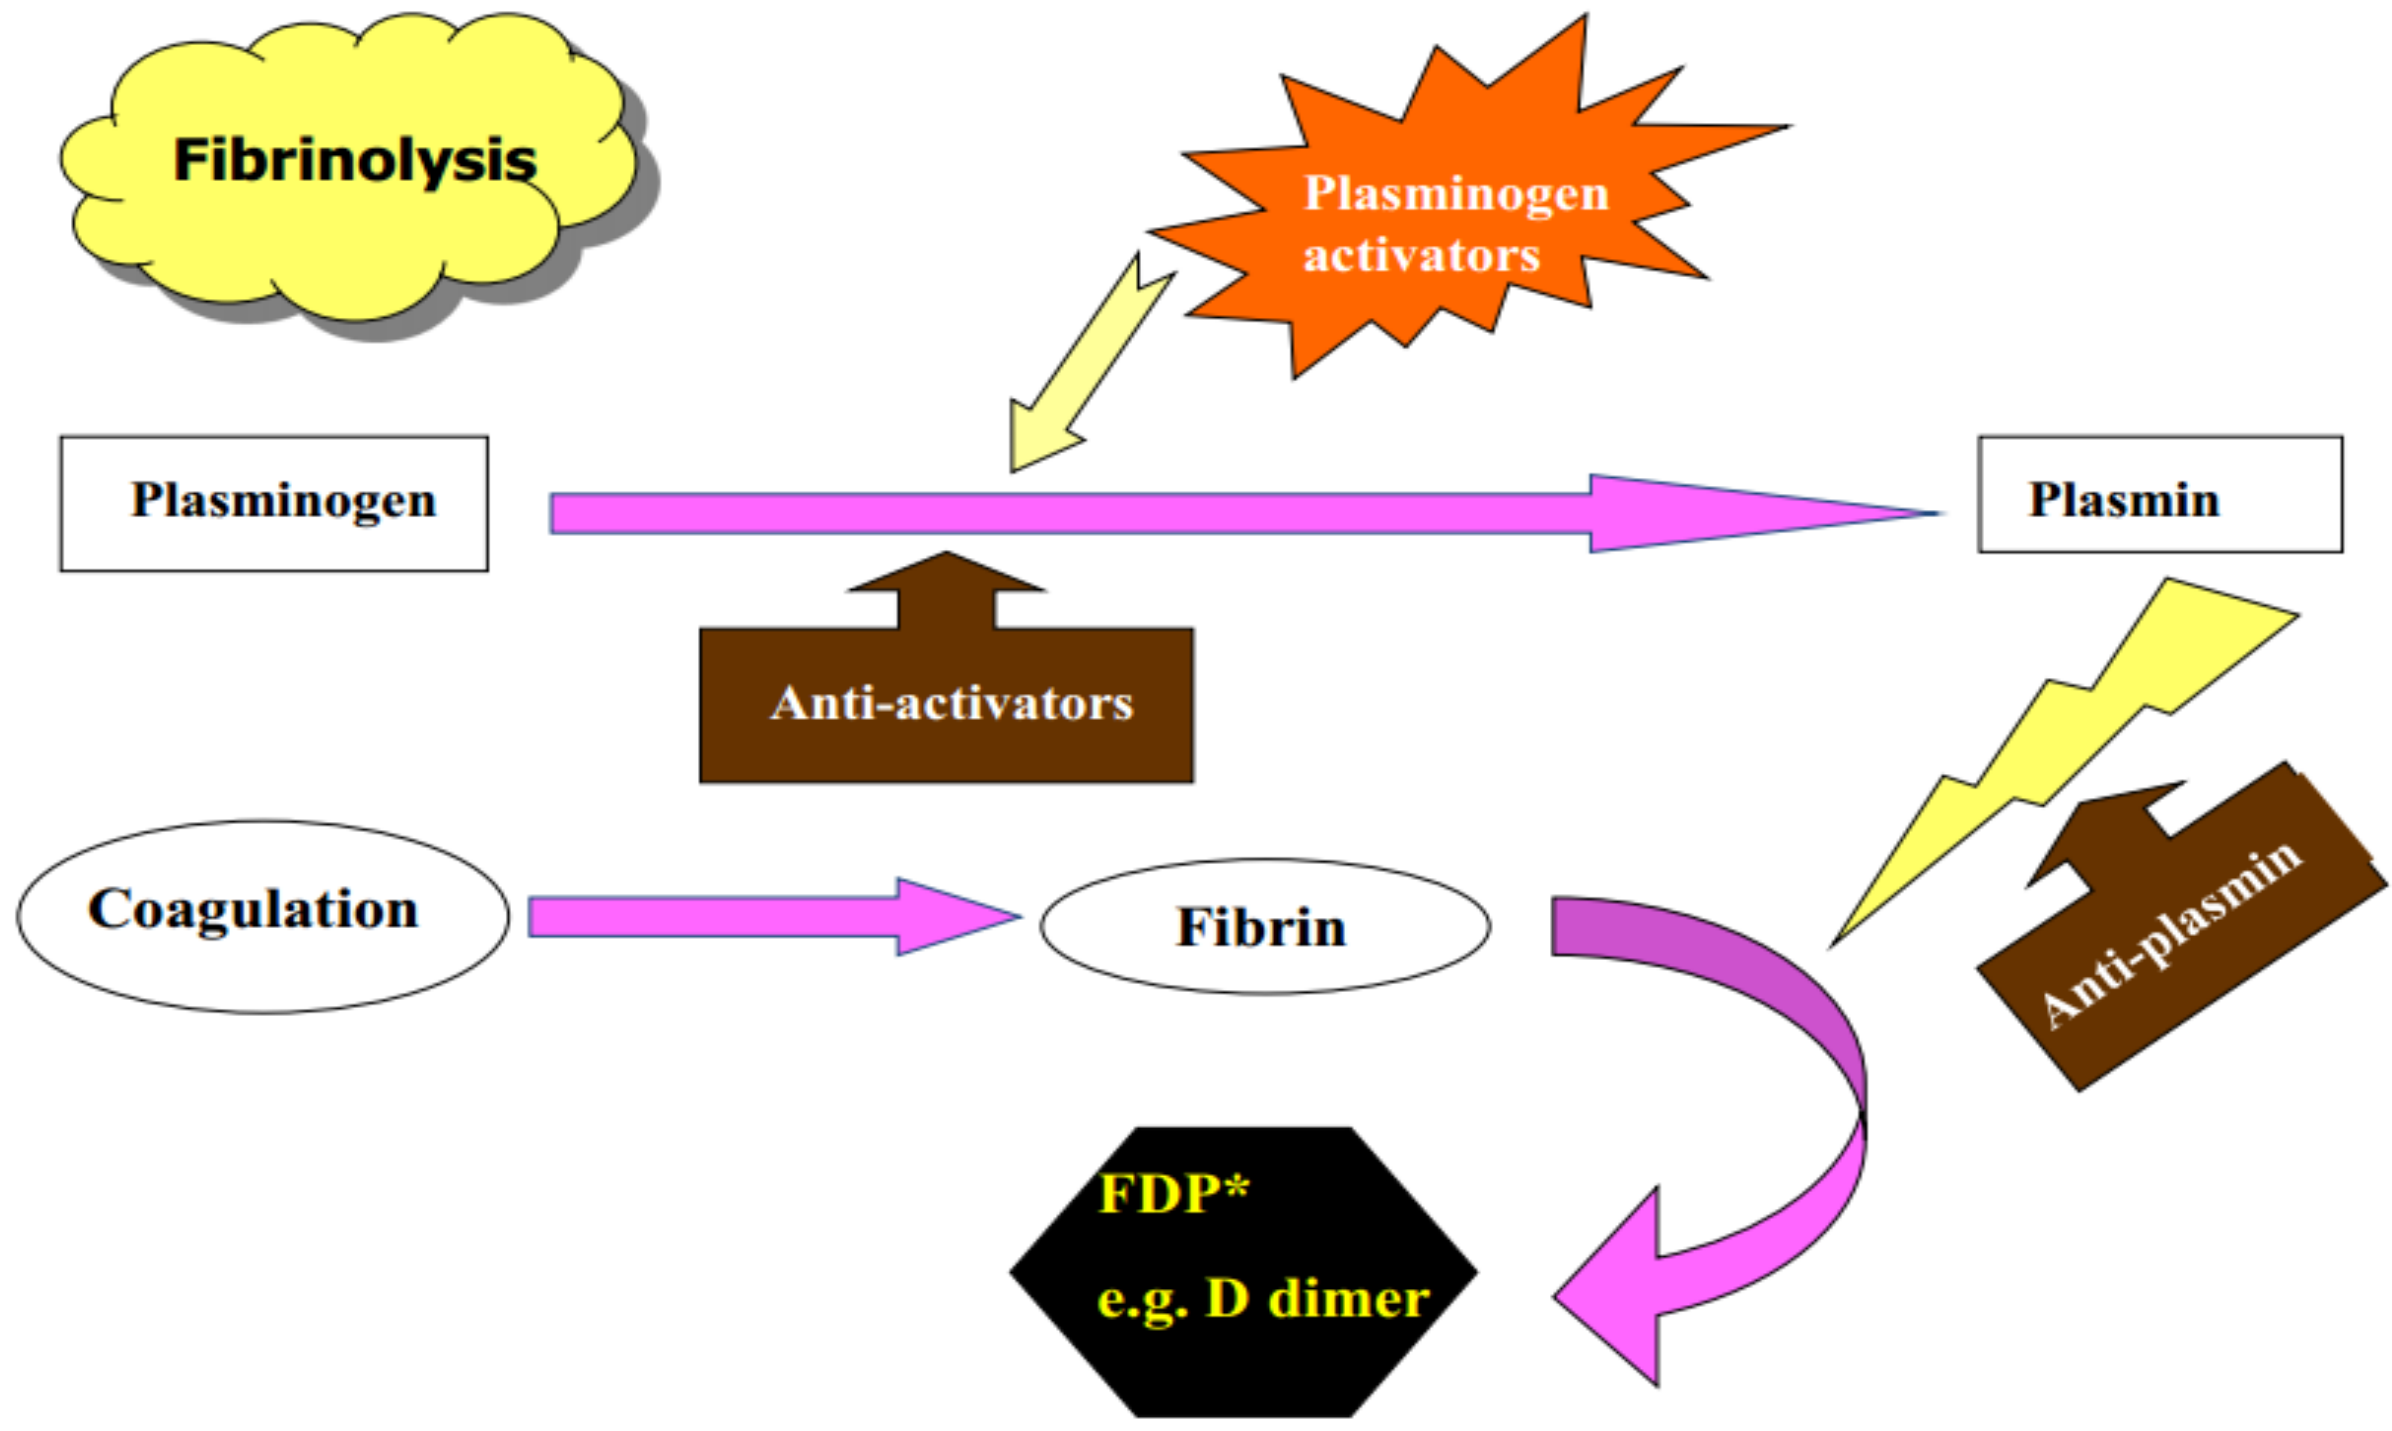 Fibrinolysis
Plasminogen
activators
Plasminogen
Plasmin
Anti-activators
Coagulation
Fibrin
Anti-plasmin
FDP*
e.g. D dimer